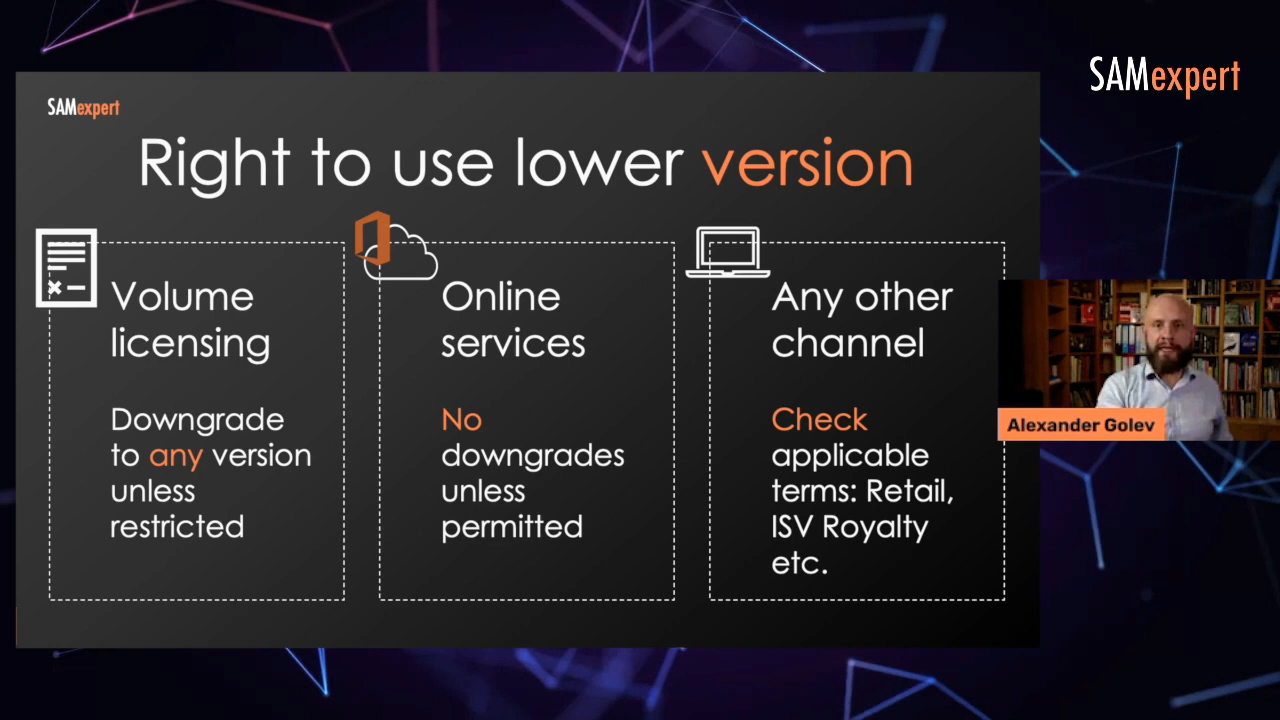 SAMexpert
SAMexpert
Right to use lower version
Volume
licensing
Downgrade
to any version
unless
restricted
Online
services
No
downgrades
unless
permitted
Any other
channel
Check
applicable
terms: Retail,
ISV Royalty
etc.
Alexander Golev